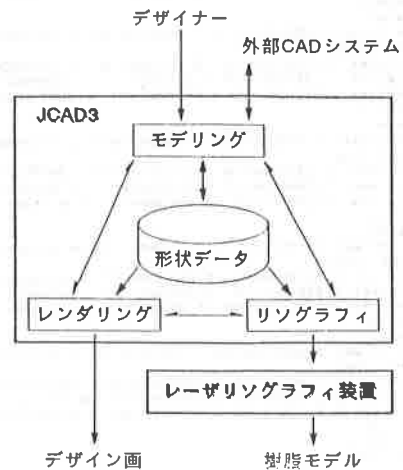 デザイナー
外部CADシステム
JCAD3
モデリング
形状データ
レンダリング
リソグラフィ
レーザリソグラフィ装置
デザイン画
樹脂モデル